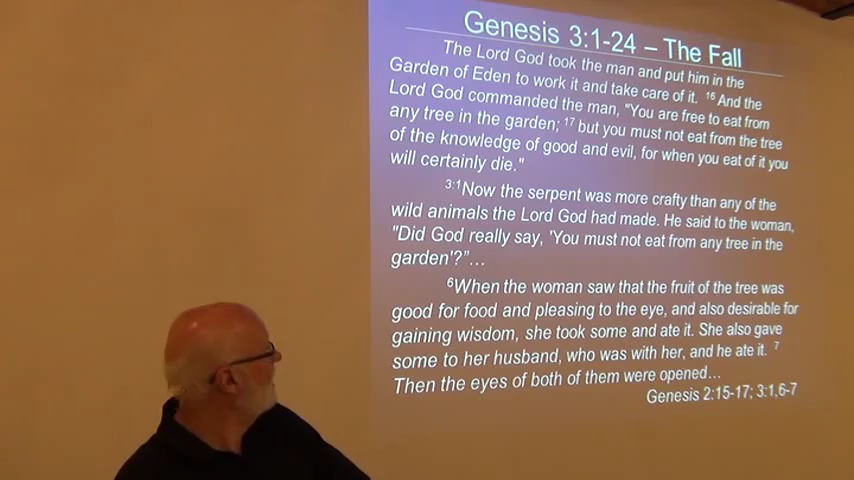 Genesis 3:1-24 – The Fall
The Lord God took the man and put him in the
Garden of Eden to work it and take care of it. 16 And the
Lord God commanded the man, "You are free to eat from
any tree in the garden; 17 but you must not eat from the tree
of the knowledge of good and evil, for when you eat of it you
will certainly die."
3:1Now the serpent was more crafty than any of the
wild animals the Lord God had made. He said to the woman,
"Did God really say, 'You must not eat from any tree in the
garden'?"…
6When the woman saw that the fruit of the tree was
good for food and pleasing to the eye, and also desirable for
gaining wisdom, she took some and ate it. She also gave
some to her husband, who was with her, and he ate it. 7
Then the eyes of both of them were opened…
Genesis 2:15-17; 3:1,6-7